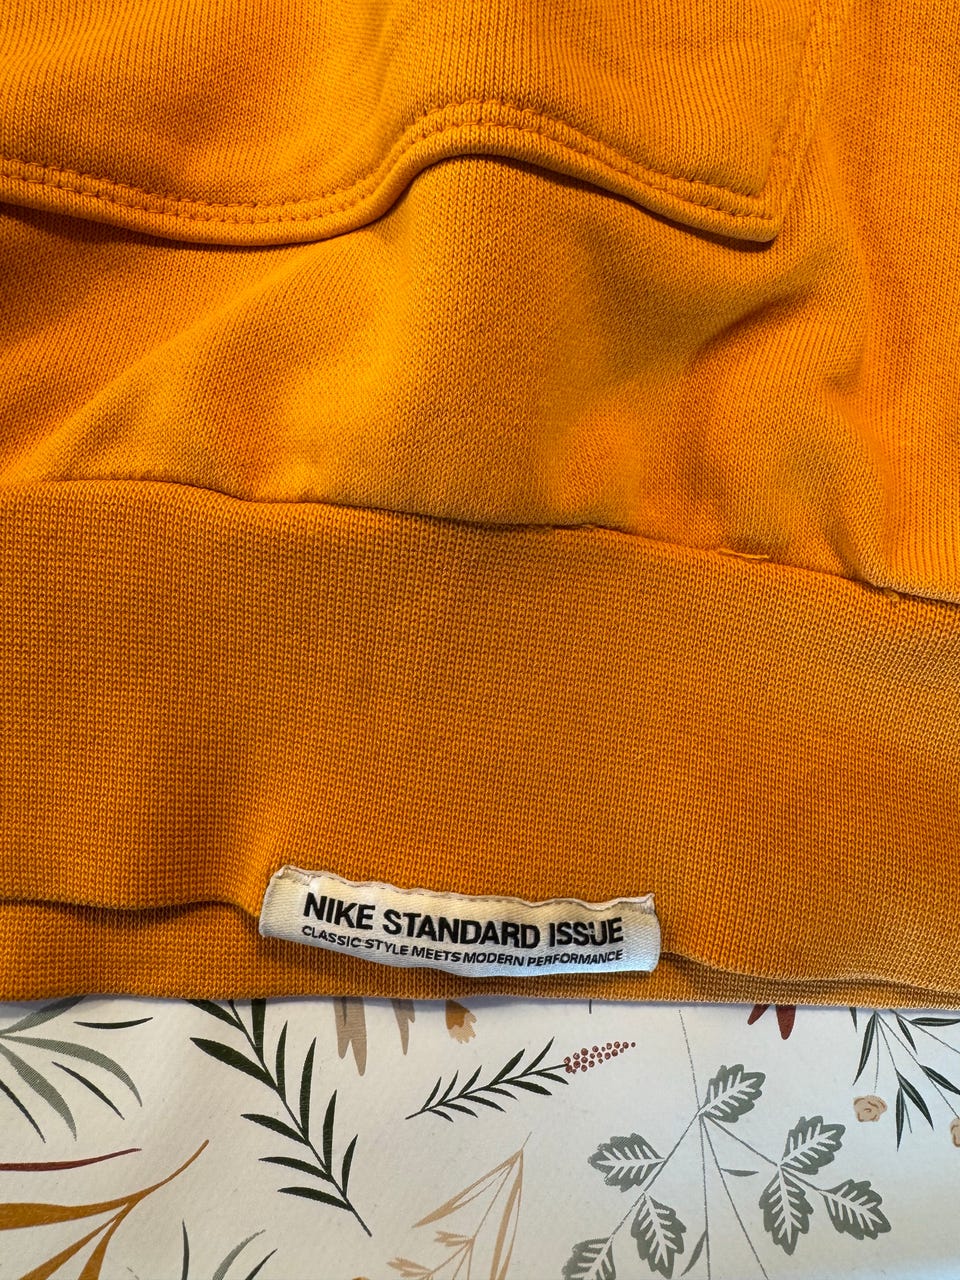 NIKE STANDARD ISSUE
CLASSIC STYLE MEETS MODERN PERFORMANCE